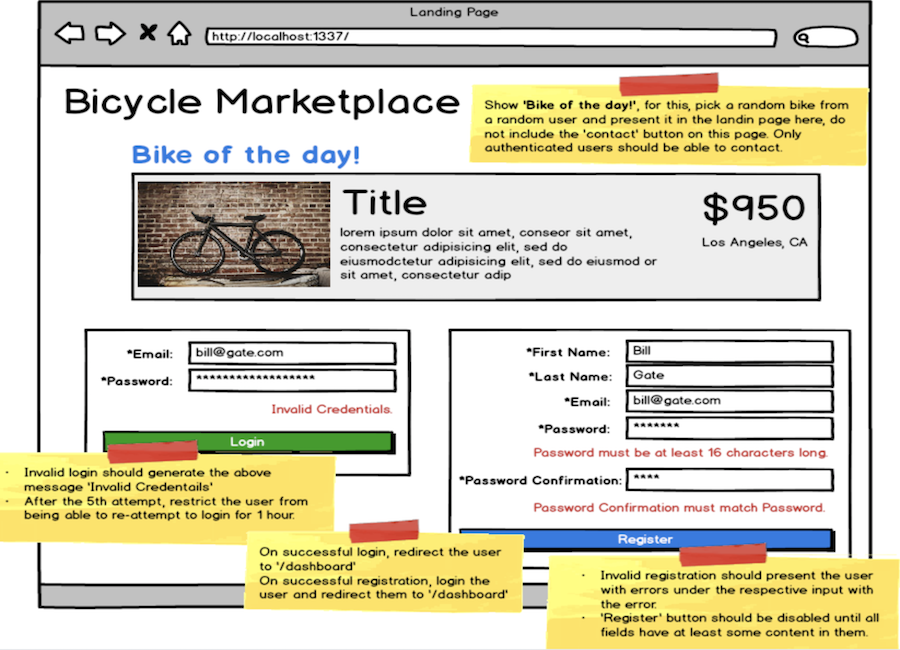 Landing Page
http://localhost:1337/
Bicycle Marketplace
Show 'Bike of the day!', for this, pick a random bike from
a random user and present it in the landin page here, do
not include the 'contact' button on this page. Only
authenticated users should be able to contact.
Bike of the day!
Title
$950
lorem ipsum dolor sit amet, conseor sit amet,
consectetur adipisicing elit, sed do
eiusmodctetur adipisicing elit, sed do eiusmod or
sit amet, consectetur adip
Los Angeles, CA
*Email: bill@gate.com
*Password: ******************
Invalid Credentials.
Login
· Invalid login should generate the above
message 'Invalid Credentails'
· After the 5th attempt, restrict the user from
being able to re-attempt to login for 1 hour.
*First Name: Bill
*Last Name: Gate
*Email: bill@gate.com
*Password: *******
Password must be at least 16 characters long.
*Password Confirmation: ****
Password Confirmation must match Password.
Register
On successful login, redirect the user
to '/dashboard'
On successful registration, login the
user and redirect them to '/dashboard'
· Invalid registration should present the user
with errors under the respective input with
the error.
· 'Register' button should be disabled until all
fields have at least some content in them.